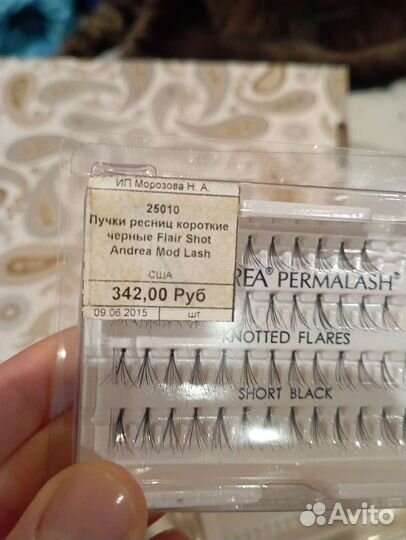 ИП Морозова Н. А.
25010
Пучки ресниц короткие
черные Flair Shot
Andrea Mod Lash
США
342,00 Руб
09.06.2015 шт
REA® PERMALASH®
KNOTTED FLARES
SHORT BLACK
Avito